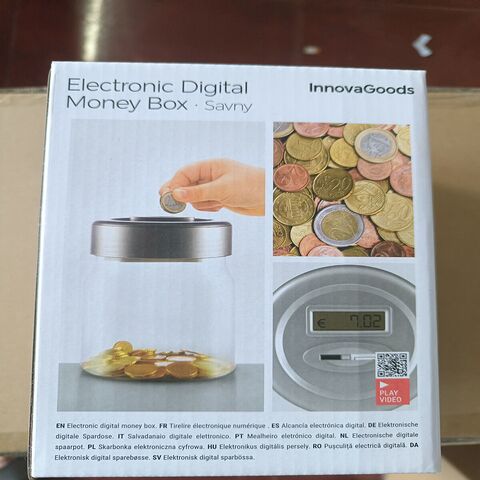 Electronic Digital
Money Box · Savny
InnovaGoods
€ 7.02
PLAY
VIDEO
EN Electronic digital money box. FR Tirelire électronique numérique . ES Alcancía electrónica digital. DE Elektronische
digitale Spardose. IT Salvadanaio digitale elettronico. PT Mealheiro eletrónico digital. NL Electronische digitale
spaarpot. PL Skarbonka elektroniczna cyfrowa. HU Elektronikus digitális persely. RO Pușculiță electrică digitală. DA
Elektronisk digital sparebøsse. SV Elektronisk digital sparbössa.